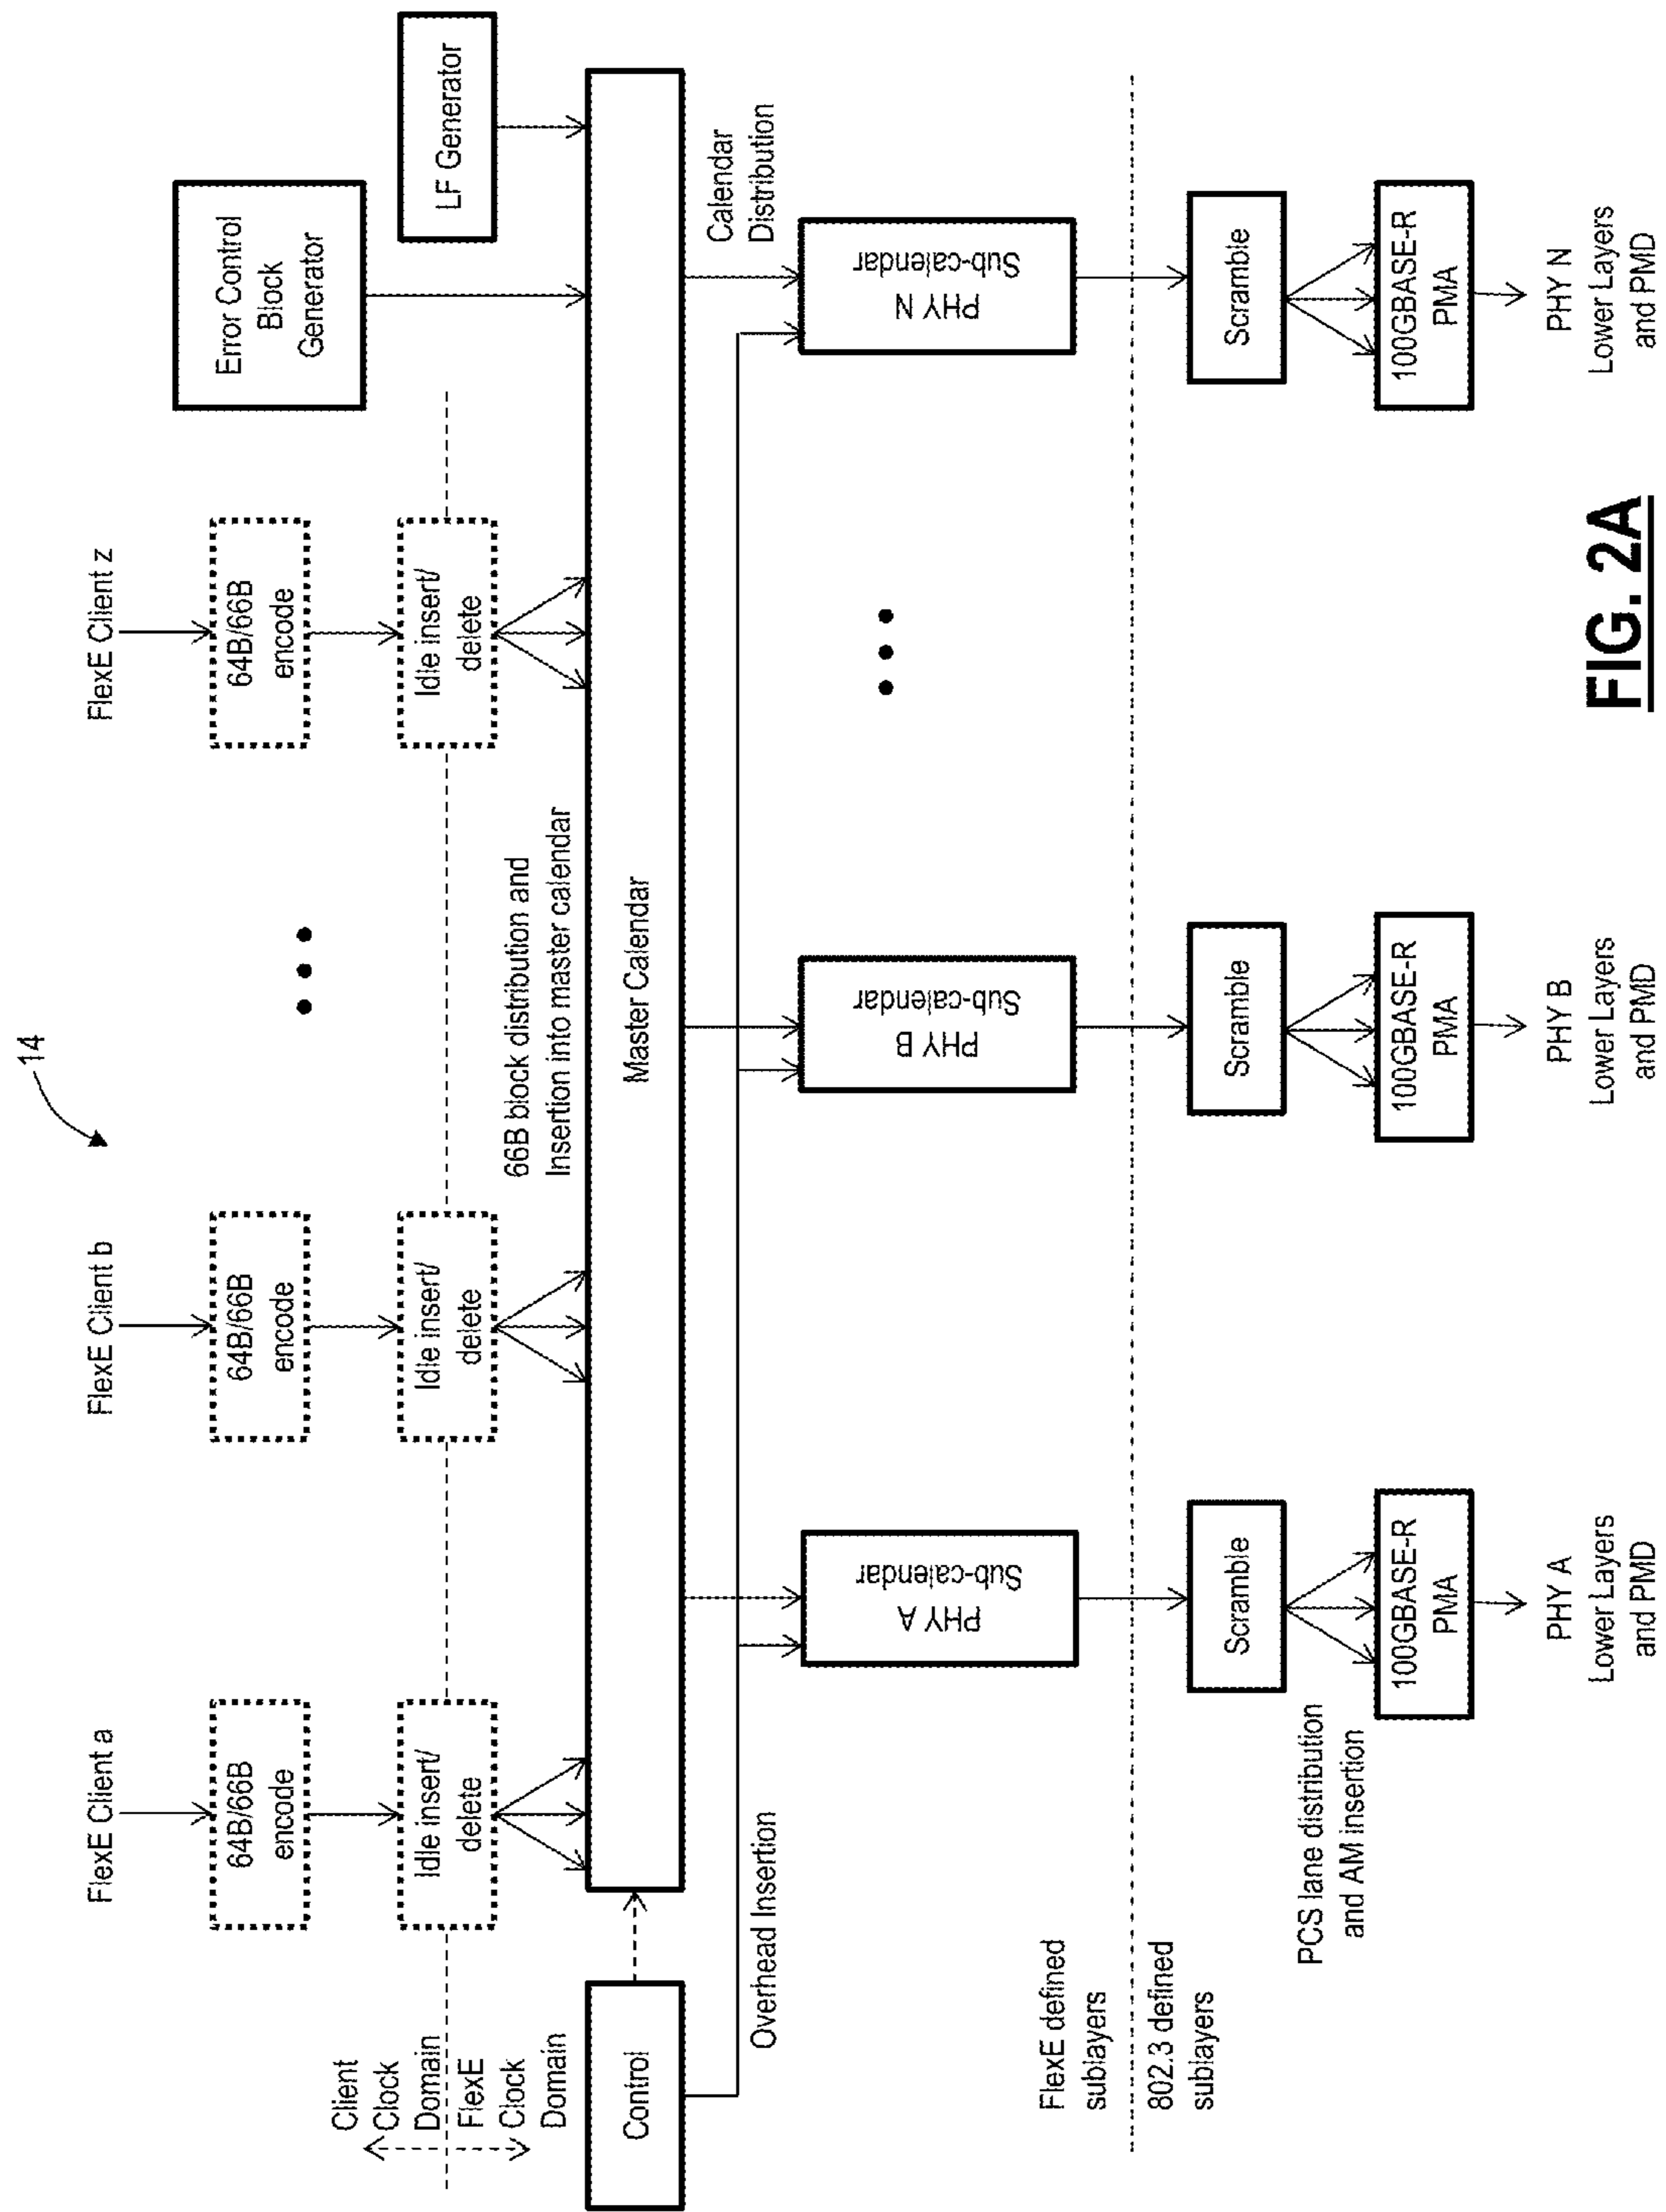 14
FlexE Client a
FlexE Client b
FlexE Client z
64B/66B
encode
64B/66B
encode
64B/66B
encode
Error Control
Block
Generator
LF Generator
Client
Clock
Domain
FlexE
Clock
Domain
Idle insert/
delete
Idle insert/
delete
Idle insert/
delete
66B block distribution and
Insertion into master calendar
Control
Master Calendar
Overhead Insertion
Calendar
Distribution
PHY A
Sub-calendar
PHY B
Sub-calendar
PHY N
Sub-calendar
FlexE defined
sublayers
802.3 defined
sublayers
Scramble
Scramble
Scramble
PCS lane distribution
and AM insertion
100GBASE-R
PMA
100GBASE-R
PMA
100GBASE-R
PMA
PHY A
Lower Layers
and PMD
PHY B
Lower Layers
and PMD
PHY N
Lower Layers
and PMD
FIG. 2A